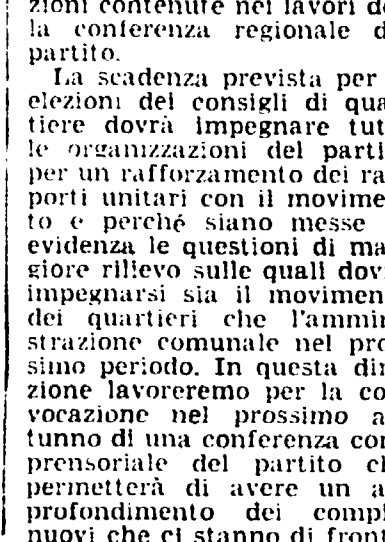 zioni contenute nei lavori de
la conferenza regionale d
partito.
La scadenza prevista per
elezioni dei consigli di qua
tiere dovrà impegnare tut
le organizzazioni del parti
per un rafforzamento dei ra
porti unitari con il movime
to e perché siano messe
evidenza le questioni di ma
giore rilievo sulle quali dov
impegnarsi sia il movimen
dei quartieri che l'ammin
strazione comunale nel pro
simo periodo. In questa dir
zione lavoreremo per la co
vocazione nel prossimo a
tunno di una conferenza com
prensoriale del partito ch
permetterà di avere un a
profondimento dei compi
nuovi che ci stanno di front